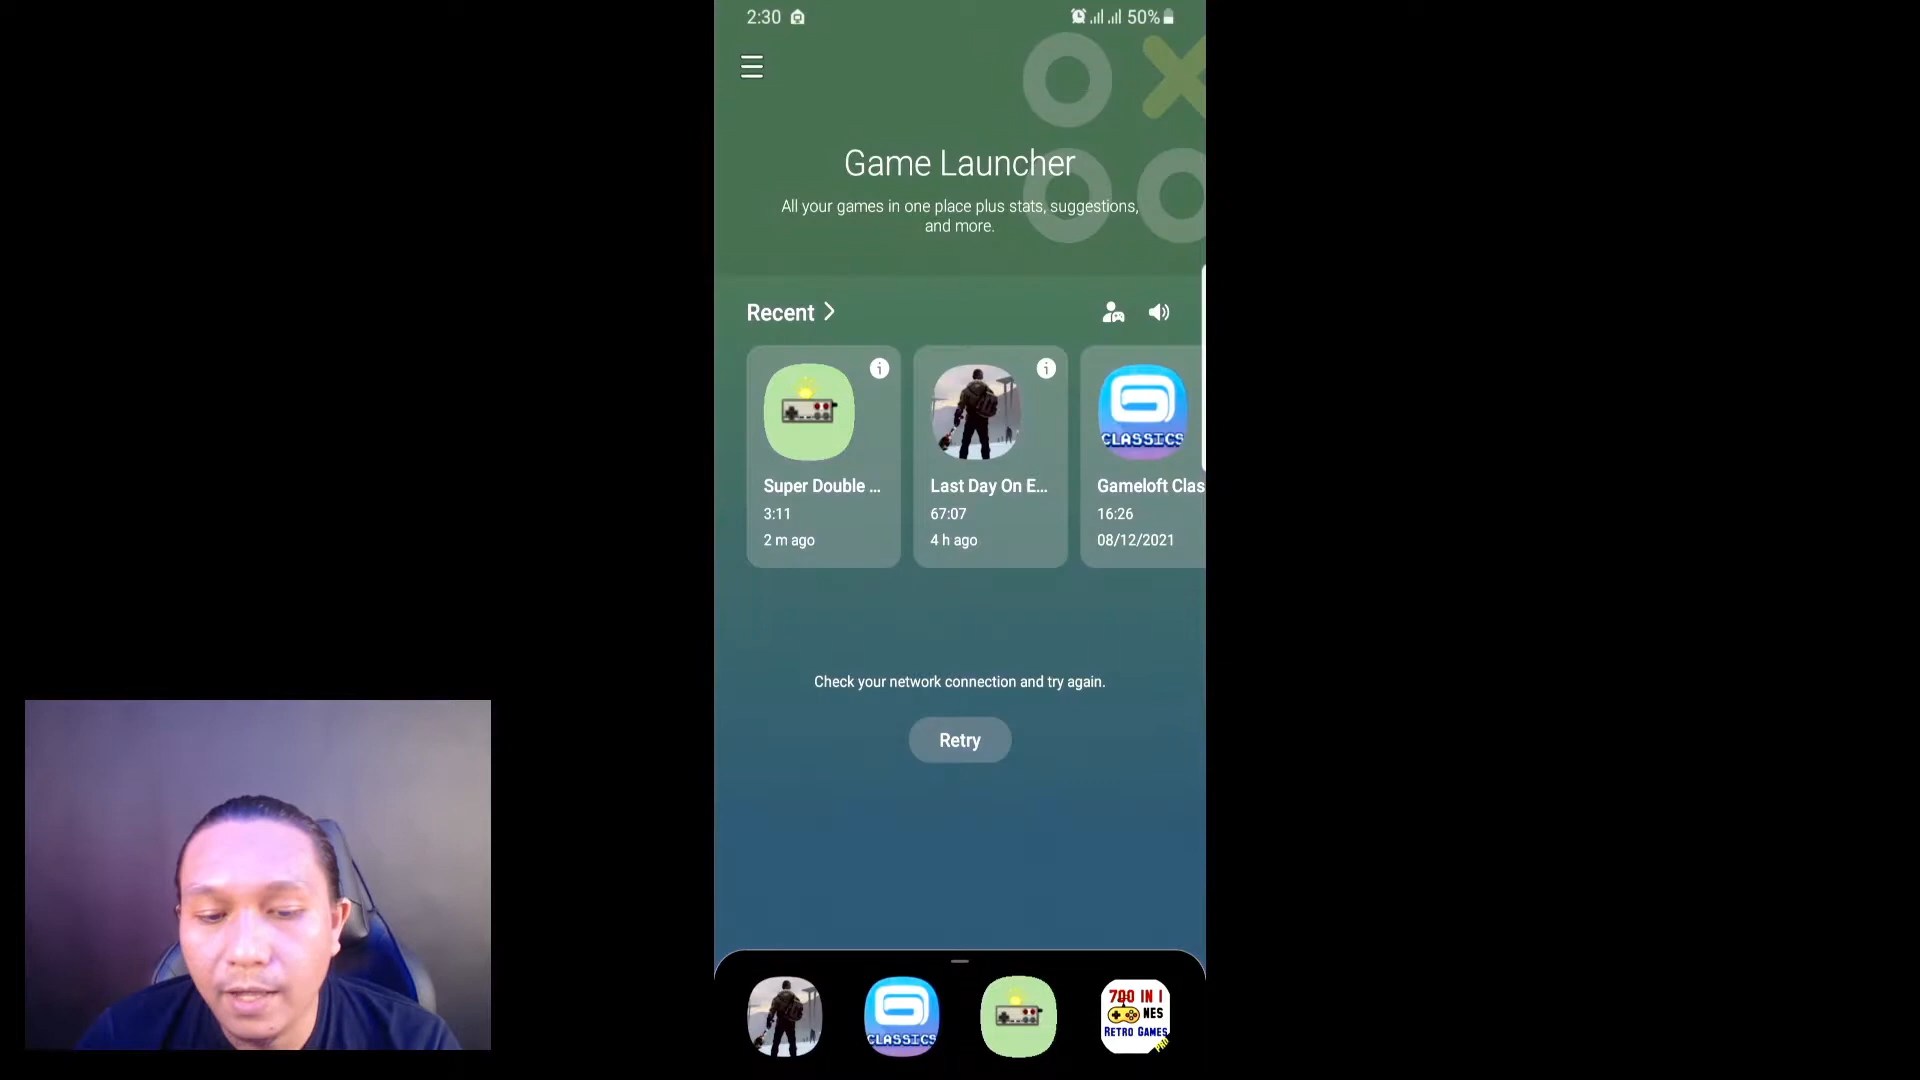 2:30
50%
Game Launcher
All your games in one place plus stats, suggestions,
and more.
Recent
Super Double ...
3:11
2 m ago
Last Day On E...
67:07
4 h ago
CLASSICS
Gameloft Clas
16:26
08/12/2021
Check your network connection and try again.
Retry
CLASSICS
700 IN 1
NES
RETRO GAMES
PRO